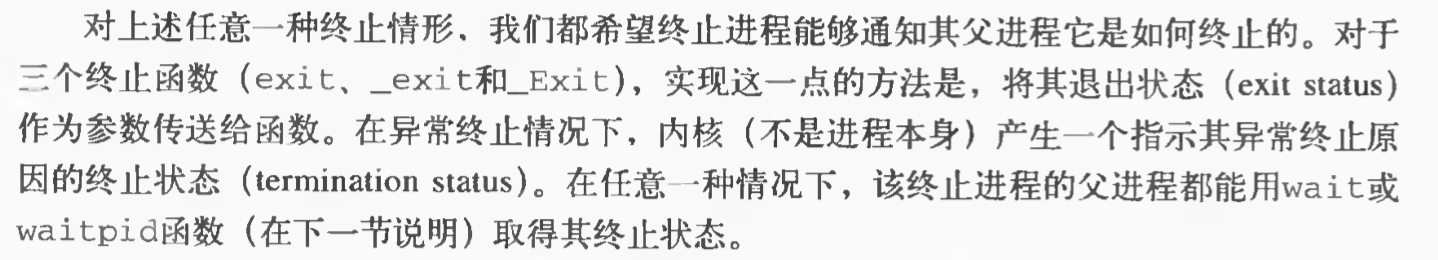 对上述任意一种终止情形、我们都希望终止进程能够通知其父进程它是如何终止的。对于
三个终止函数（exit、_exit和_Exit），实现这一点的方法是，将其退出状态（exit status）
作为参数传送给函数。在异常终止情况下，内核（不是进程本身）产生一个指示其异常终止原
因的终止状态（termination status）。在任意一种情况下，该终止进程的父进程都能用wait或
waitpid函数（在下一节说明）取得其终止状态。